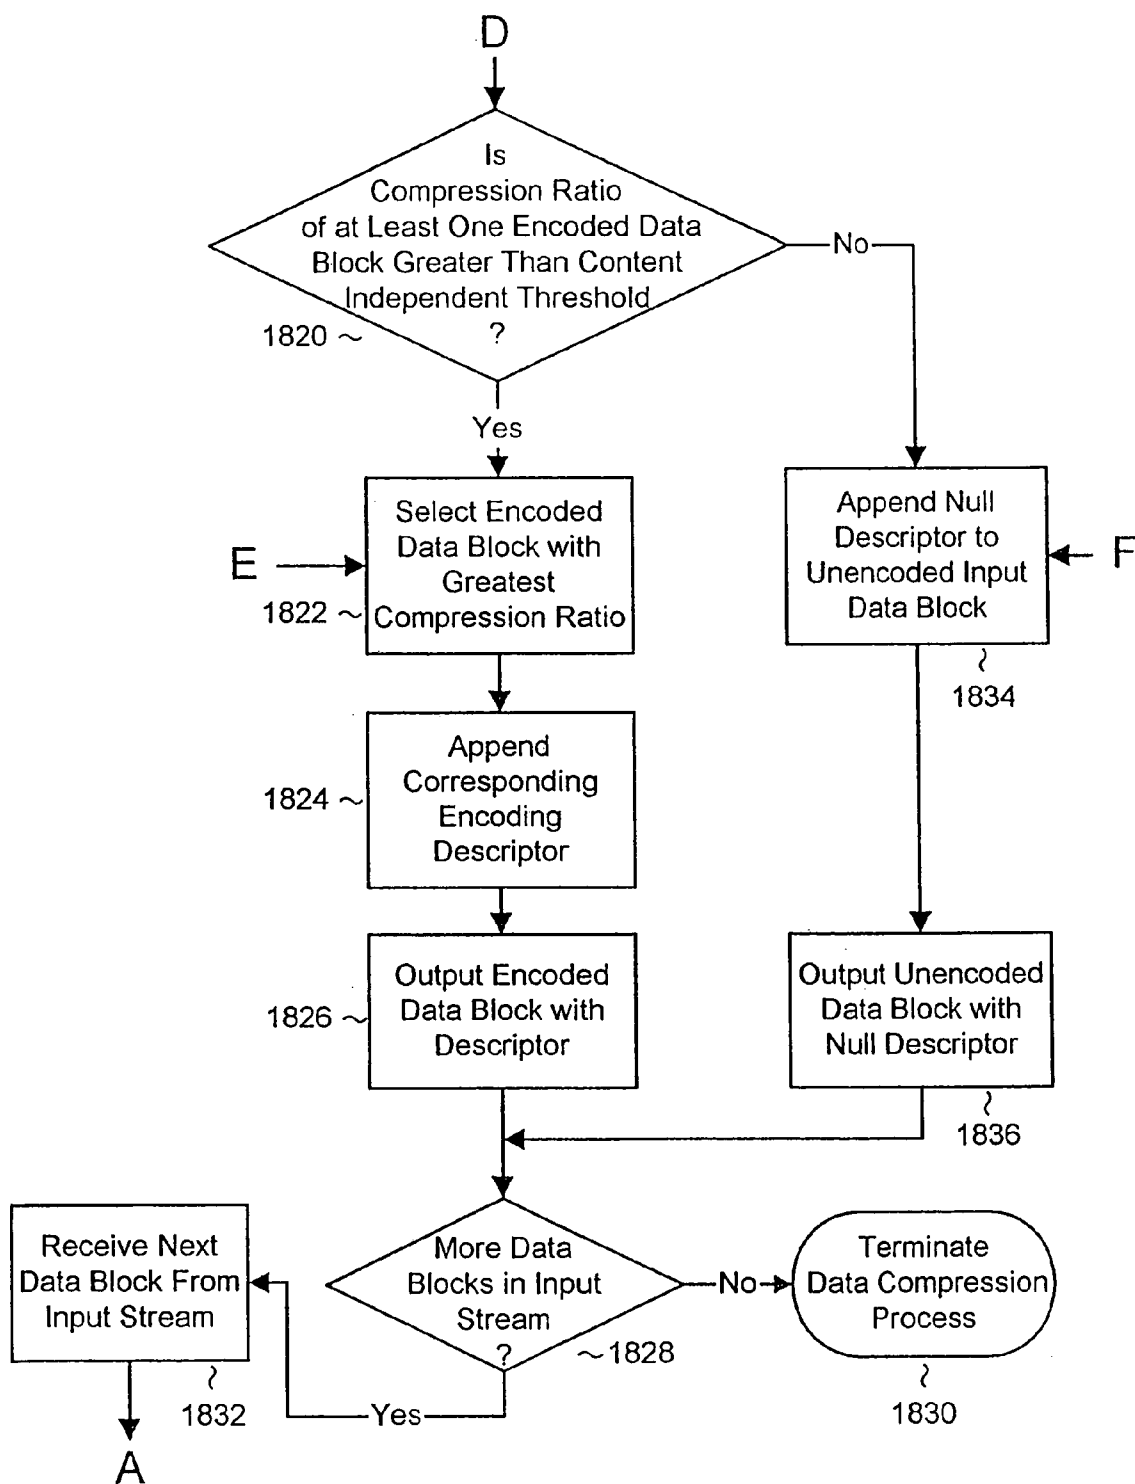 D
Is
Compression Ratio
of at Least One Encoded Data
Block Greater Than Content
Independent Threshold
?
1820
No
Yes
Select Encoded
Data Block with
Greatest
Compression Ratio
E
1822
Append Null
Descriptor to
Unencoded Input
Data Block
F
1834
Append
Corresponding
Encoding
Descriptor
1824
Output Encoded
Data Block with
Descriptor
1826
Output Unencoded
Data Block with
Null Descriptor
1836
Receive Next
Data Block From
Input Stream
1832
More Data
Blocks in Input
Stream
?
1828
No
Terminate
Data Compression
Process
1830
Yes
A